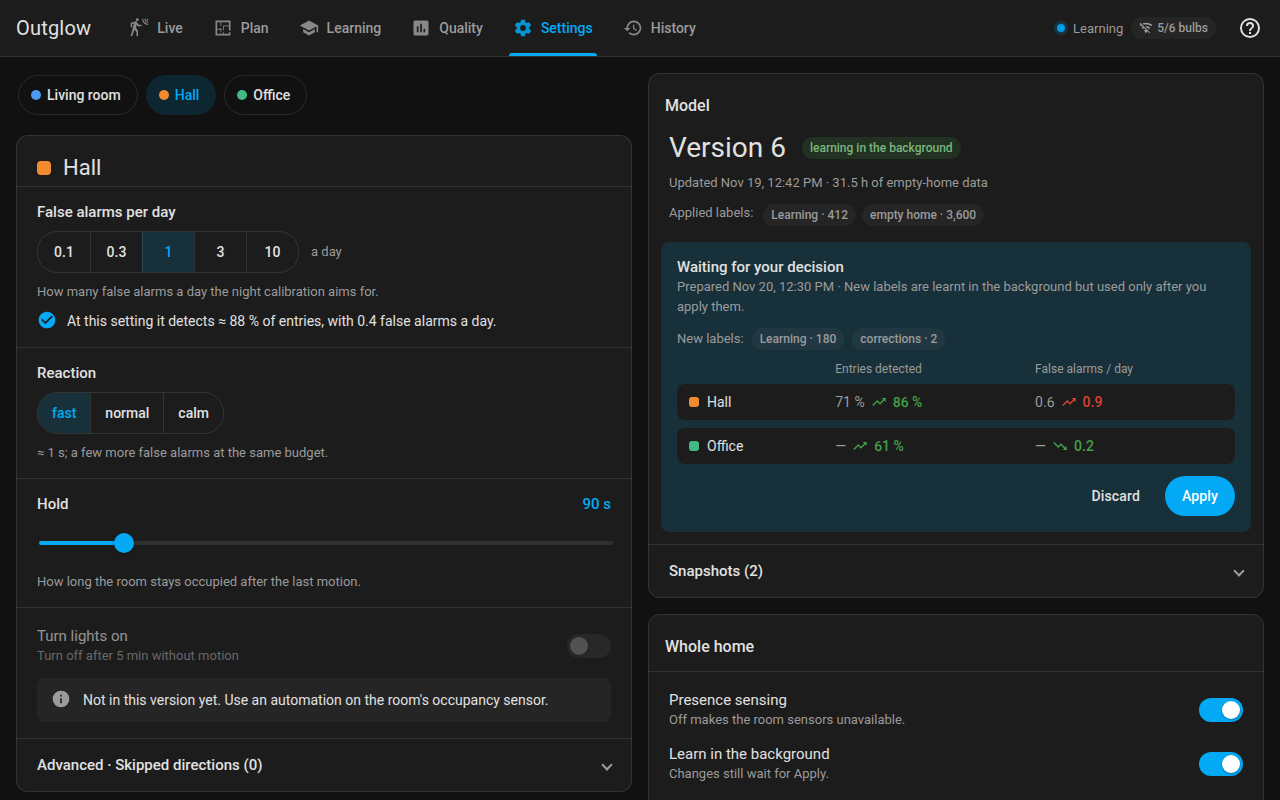 Outglow
Live
Plan
Learning
Quality
Settings
History
Learning
5/6 bulbs
Living room
Hall
Office
Hall
False alarms per day
0.1 0.3 1 3 10 a day
How many false alarms a day the night calibration aims for.
At this setting it detects ≈ 88 % of entries, with 0.4 false alarms a day.
Reaction
fast normal calm
≈ 1 s; a few more false alarms at the same budget.
Hold 90 s
How long the room stays occupied after the last motion.
Turn lights on
Turn off after 5 min without motion
Not in this version yet. Use an automation on the room's occupancy sensor.
Advanced · Skipped directions (0)
Model
Version 6 learning in the background
Updated Nov 19, 12:42 PM · 31.5 h of empty-home data
Applied labels: Learning · 412 empty home · 3,600
Waiting for your decision
Prepared Nov 20, 12:30 PM · New labels are learnt in the background but used only after you
apply them.
New labels: Learning · 180 corrections · 2
Entries detected False alarms / day
Hall 71 % 86 % 0.6 0.9
Office – 61 % – 0.2
Discard Apply
Snapshots (2)
Whole home
Presence sensing
Off makes the room sensors unavailable.
Learn in the background
Changes still wait for Apply.